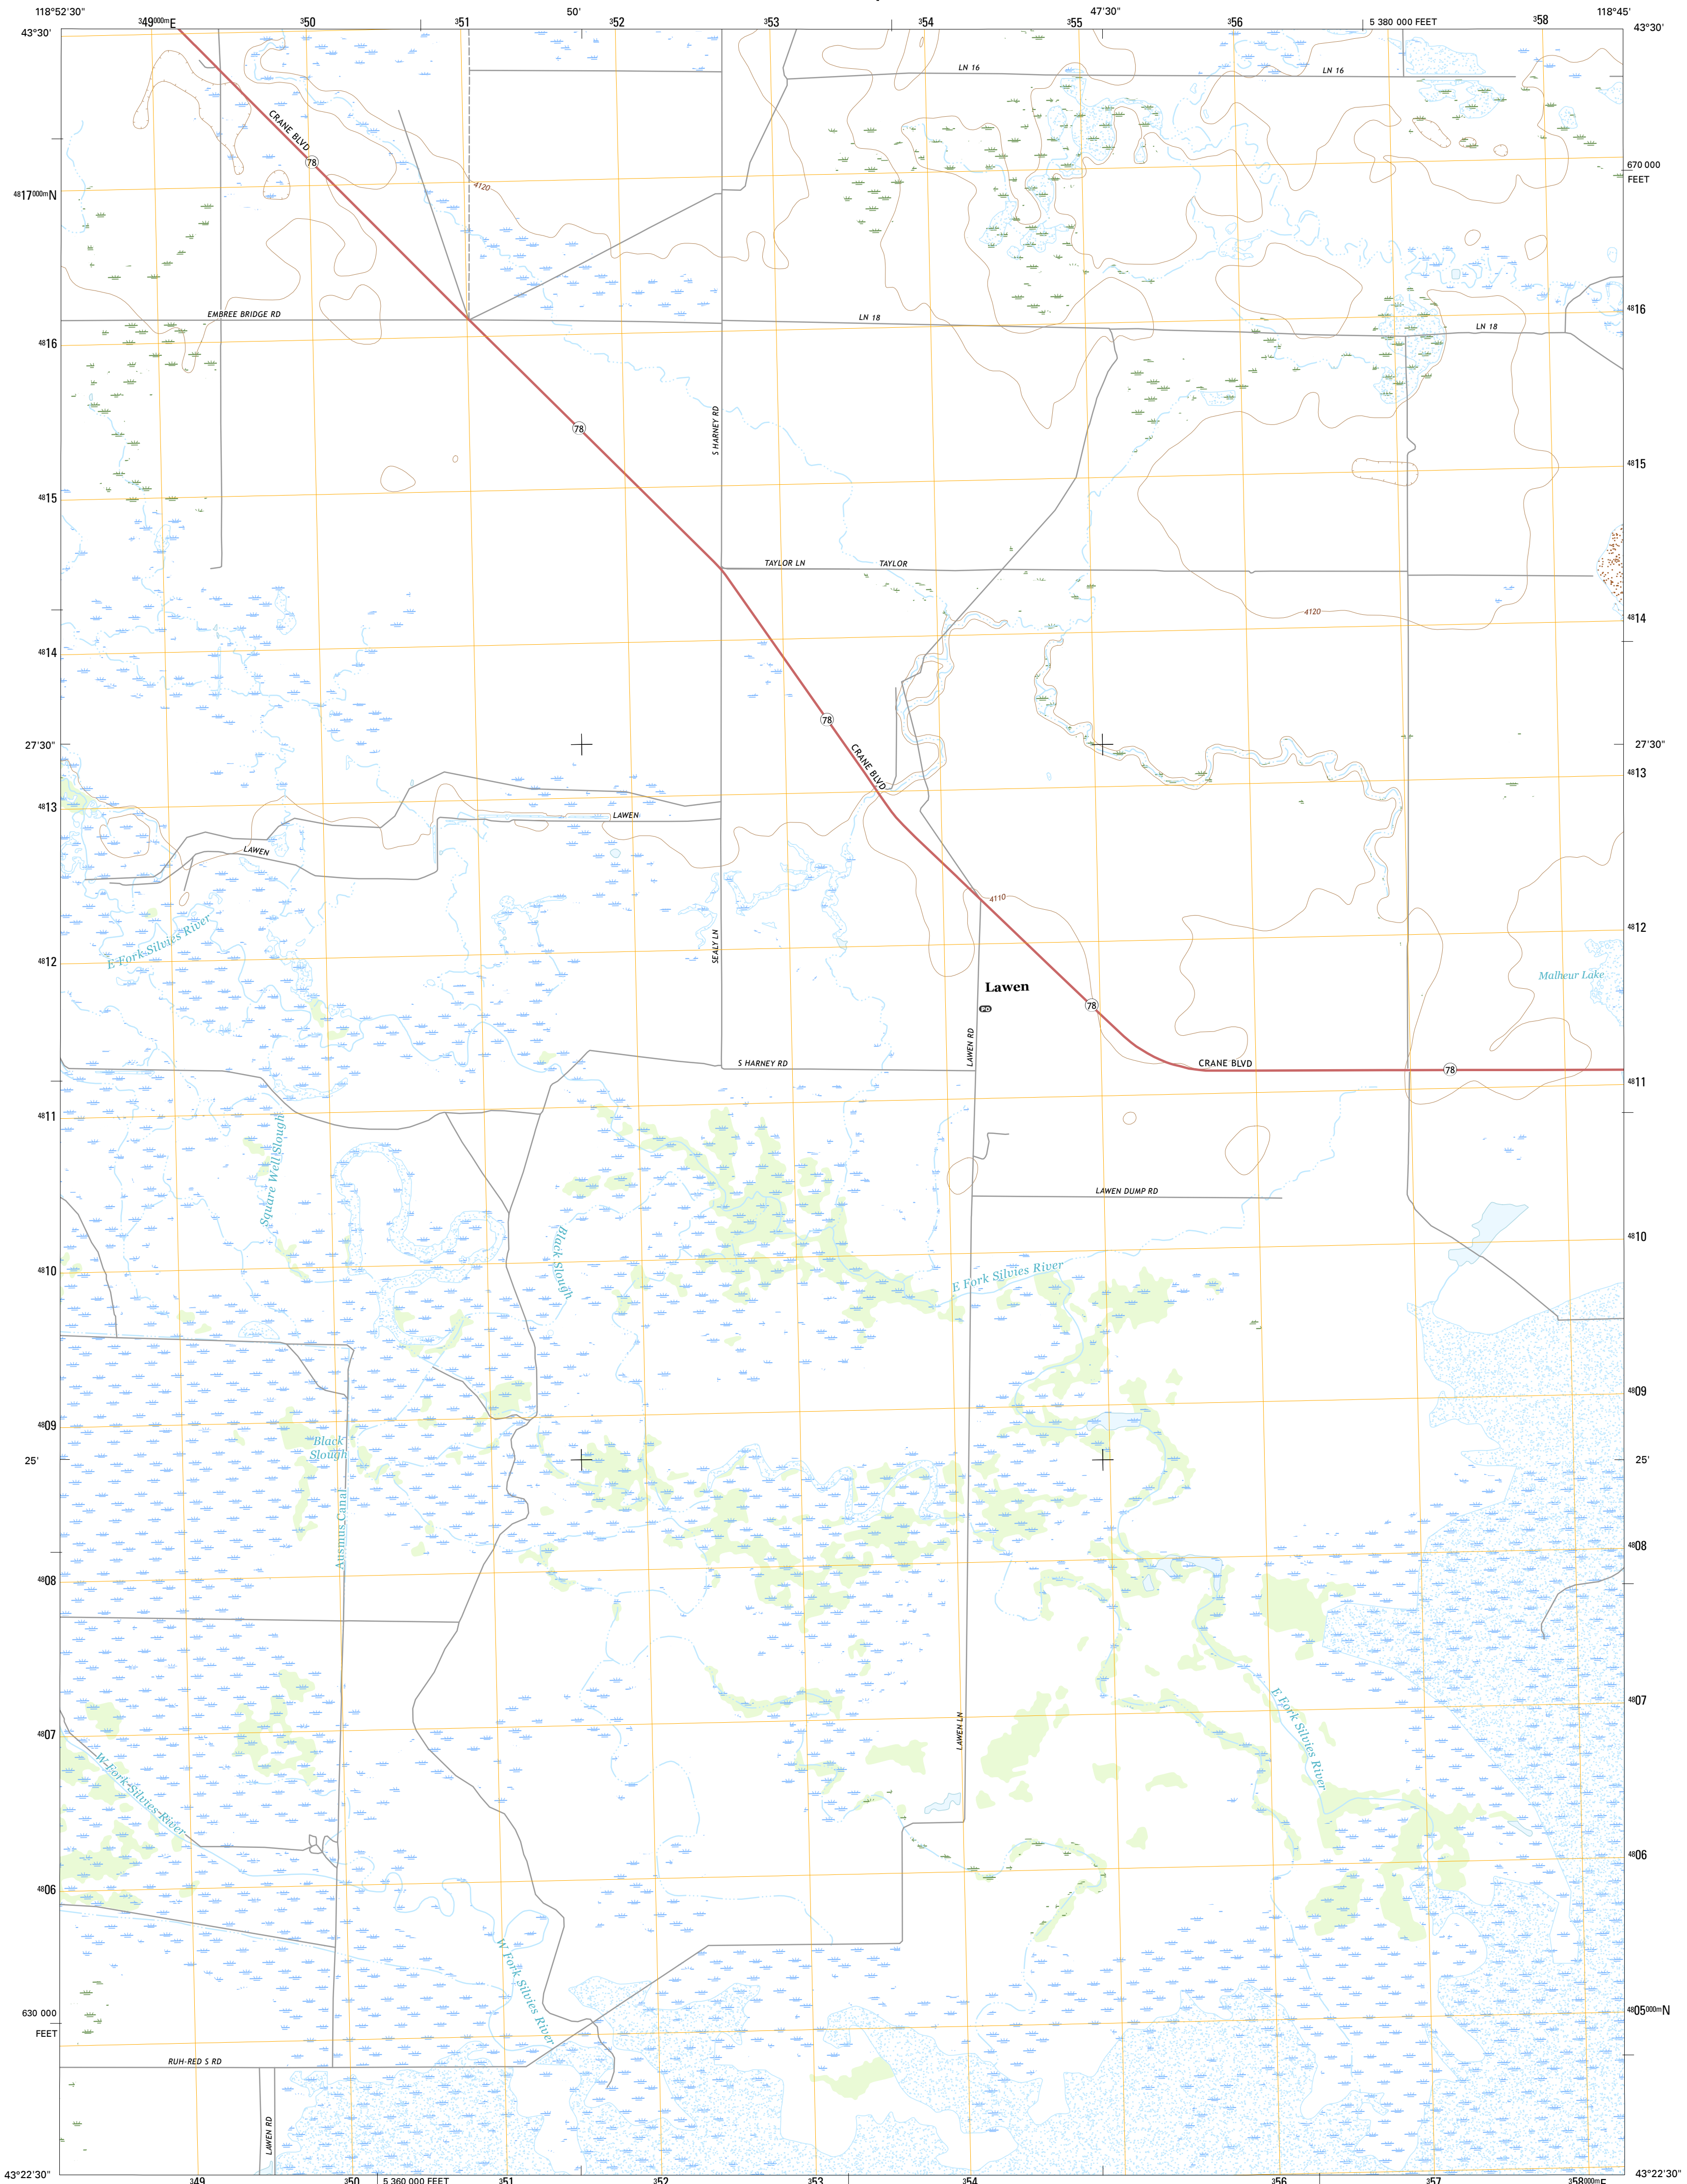 118°52'30"
³49⁰⁰⁰ᵐE
³50
³51
50'
³52
³53
³54
³55
47'30"
³56
5 380 000 FEET
³58
118°45'
43°30'
43°30'
LN 16
LN 16
CRANE BLVD
78
670 000
FEET
4120
⁴⁸17⁰⁰⁰ᵐN
EMBREE BRIDGE RD
LN 18
LN 18
⁴⁸16
⁴⁸16
S HARNEY RD
78
⁴⁸15
⁴⁸15
TAYLOR LN
TAYLOR
4120
⁴⁸14
⁴⁸14
78
27'30"
27'30"
CRANE BLVD
⁴⁸13
⁴⁸13
LAWEN
LAWEN
4110
E Fork Silvies River
SEALY LN
⁴⁸12
⁴⁸12
Malheur Lake
Lawen
PO
78
LAWEN RD
S HARNEY RD
CRANE BLVD
78
⁴⁸11
⁴⁸11
Square Well Slough
LAWEN DUMP RD
Black Slough
⁴⁸10
⁴⁸10
E Fork Silvies River
⁴⁸09
⁴⁸09
Black
Slough
25'
25'
Ausmus Canal
⁴⁸08
⁴⁸08
E Fork Silvies River
⁴⁸07
⁴⁸07
LAWEN LN
W Fork Silvies River
⁴⁸06
⁴⁸06
W Fork Silvies River
630 000
FEET
⁴⁸05⁰⁰⁰ᵐN
RUH-RED S RD
LAWEN RD
43°22'30"
43°22'30"
³49
³50
5 360 000 FEET
³51
³52
³53
³54
³56
³57
³58⁰⁰⁰ᵐE